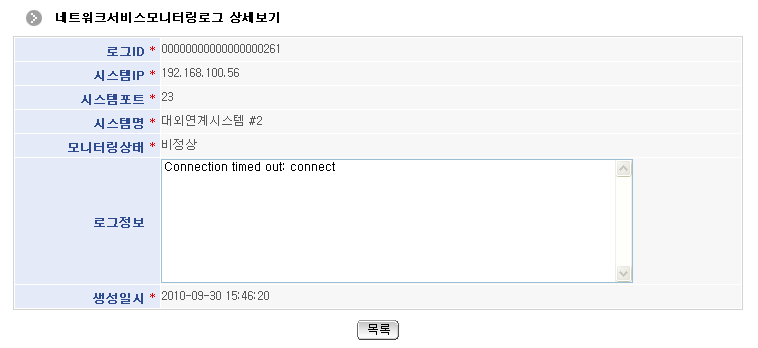 네트워크서비스모니터링로그 상세보기
로그ID * 00000000000000000261
시스템IP * 192.168.100.56
시스템포트 * 23
시스템명 * 대외연계시스템 #2
모니터링상태 * 비정상
로그정보 Connection timed out: connect
생성일시 * 2010-09-30 15:46:20
목록